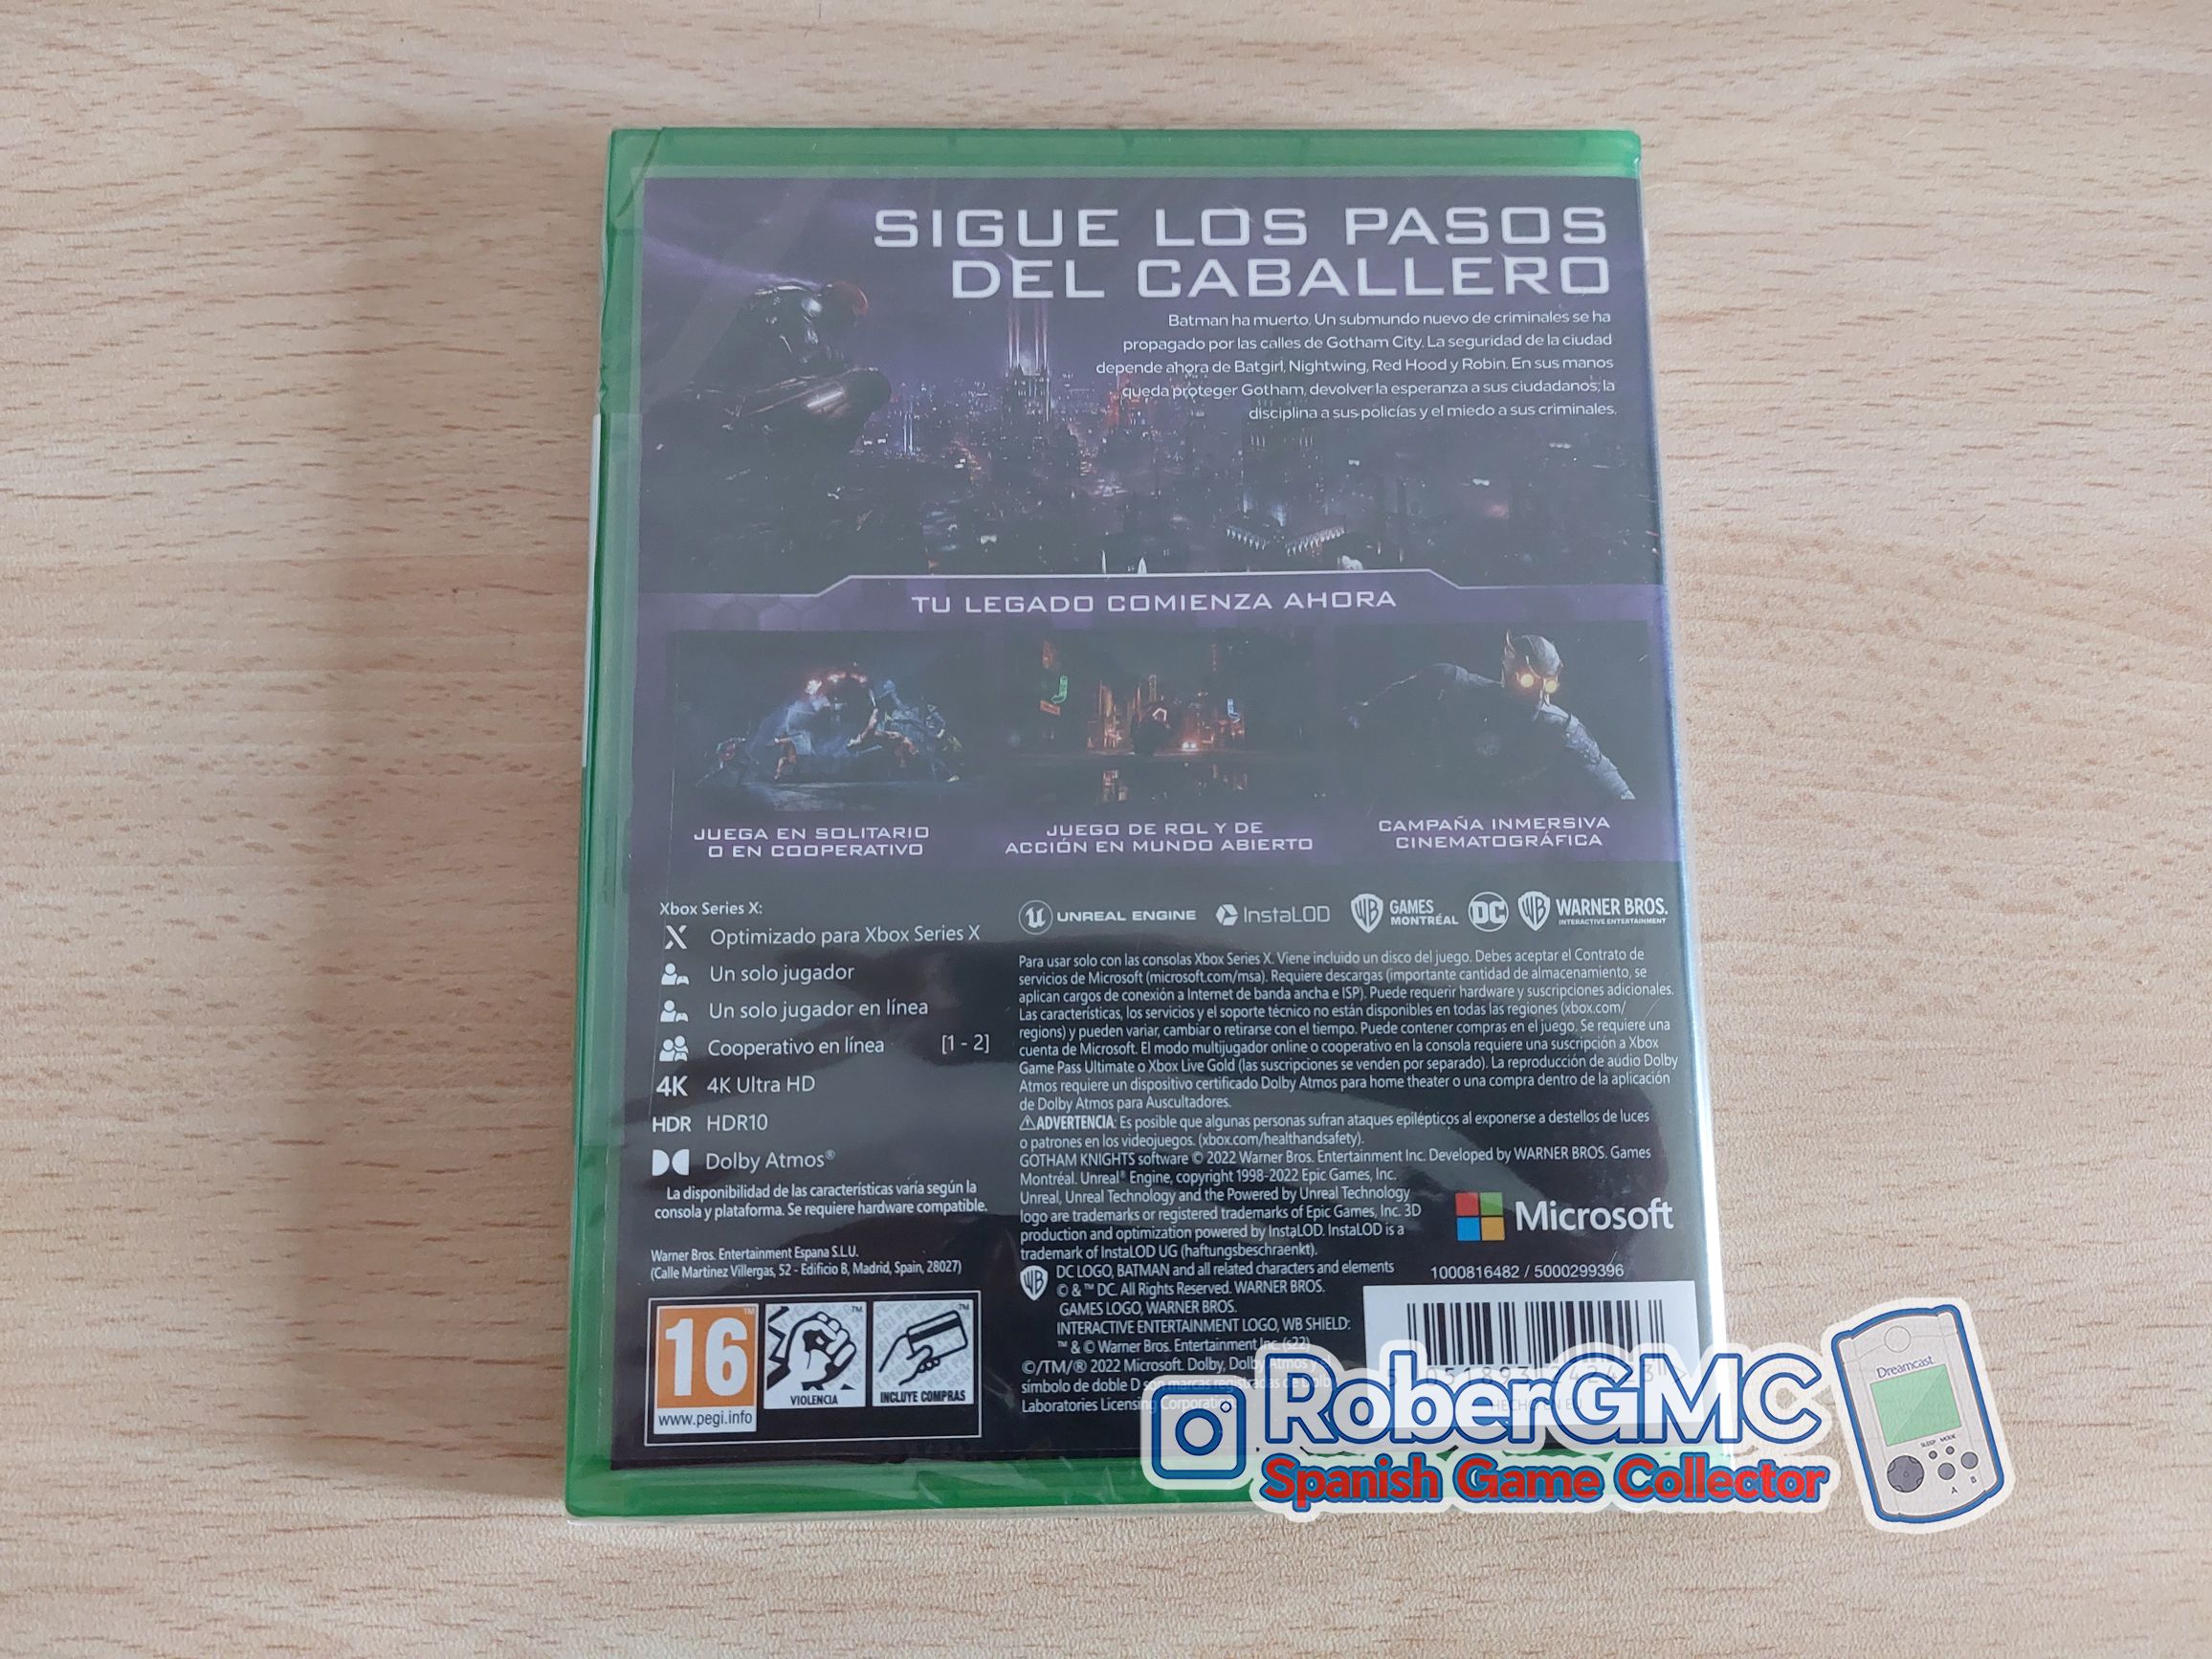 SIGUE LOS PASOS
DEL CABALLERO
Batman ha muerto. Un submundo nuevo de criminales se ha
propagado por las calles de Gotham City. La seguridad de la ciudad
depende ahora de Batgirl, Nightwing, Red Hood y Robin. En sus manos
queda proteger Gotham, devolver la esperanza a sus ciudadanos, la
disciplina a sus policías y el miedo a sus criminales.
TU LEGADO COMIENZA AHORA
JUEGA EN SOLITARIO
O EN COOPERATIVO
JUEGO DE ROL Y DE
ACCIÓN EN MUNDO ABIERTO
CAMPAÑA INMERSIVA
CINEMATOGRÁFICA
Xbox Series X:
Optimizado para Xbox Series X
Un solo jugador
Un solo jugador en línea
Cooperativo en línea [1 - 2]
4K 4K Ultra HD
HDR HDR10
Dolby Atmos®
La disponibilidad de las características varía según la
consola y plataforma. Se requiere hardware compatible.
Warner Bros. Entertainment Espana S.L.U.
(Calle Martinez Villergas, 52 - Edificio B, Madrid, Spain, 28027)
16™
www.pegi.info
VIOLENCIA
INCLUYE COMPRAS
UNREAL ENGINE InstaLOD WB GAMES MONTRÉAL DC WB WARNER BROS.
INTERACTIVE ENTERTAINMENT
Para usar solo con las consolas Xbox Series X. Viene incluido un disco del juego. Debes aceptar el Contrato de
servicios de Microsoft (microsoft.com/msa). Requiere descargas (importante cantidad de almacenamiento, se
aplican cargos de conexión a Internet de banda ancha e ISP). Puede requerir hardware y suscripciones adicionales.
Las características, los servicios y el soporte técnico no están disponibles en todas las regiones (xbox.com/
regions) y pueden variar, cambiar o retirarse con el tiempo. Puede contener compras en el juego. Se requiere una
cuenta de Microsoft. El modo multijugador online o cooperativo en la consola requiere una suscripción a Xbox
Game Pass Ultimate o Xbox Live Gold (las suscripciones se venden por separado). La reproducción de audio Dolby
Atmos requiere un dispositivo certificado Dolby Atmos para home theater o una compra dentro de la aplicación
de Dolby Atmos para Auscultadores.
⚠ADVERTENCIA: Es posible que algunas personas sufran ataques epilépticos al exponerse a destellos de luces
o patrones en los videojuegos. (xbox.com/healthandsafety).
GOTHAM KNIGHTS software © 2022 Warner Bros. Entertainment Inc. Developed by WARNER BROS. Games
Montréal. Unreal® Engine, copyright 1998-2022 Epic Games, Inc.
Unreal, Unreal Technology and the Powered by Unreal Technology
logo are trademarks or registered trademarks of Epic Games, Inc. 3D
production and optimization powered by InstaLOD. InstaLOD is a
trademark of InstaLOD UG (haftungsbeschraenkt).
DC LOGO, BATMAN and all related characters and elements
© & ™ DC. All Rights Reserved. WARNER BROS.
GAMES LOGO, WARNER BROS.
INTERACTIVE ENTERTAINMENT LOGO, WB SHIELD:
™ & © Warner Bros. Entertainment Inc. (s22)
©/TM/® 2022 Microsoft. Dolby, Dolby Atmos y
símbolo de doble D son marcas registradas de
Laboratories Licensing
Microsoft
1000816482 / 5000299396
RoberGMC
Spanish Game Collector
Dreamcast
SLEEP MODE
A
B